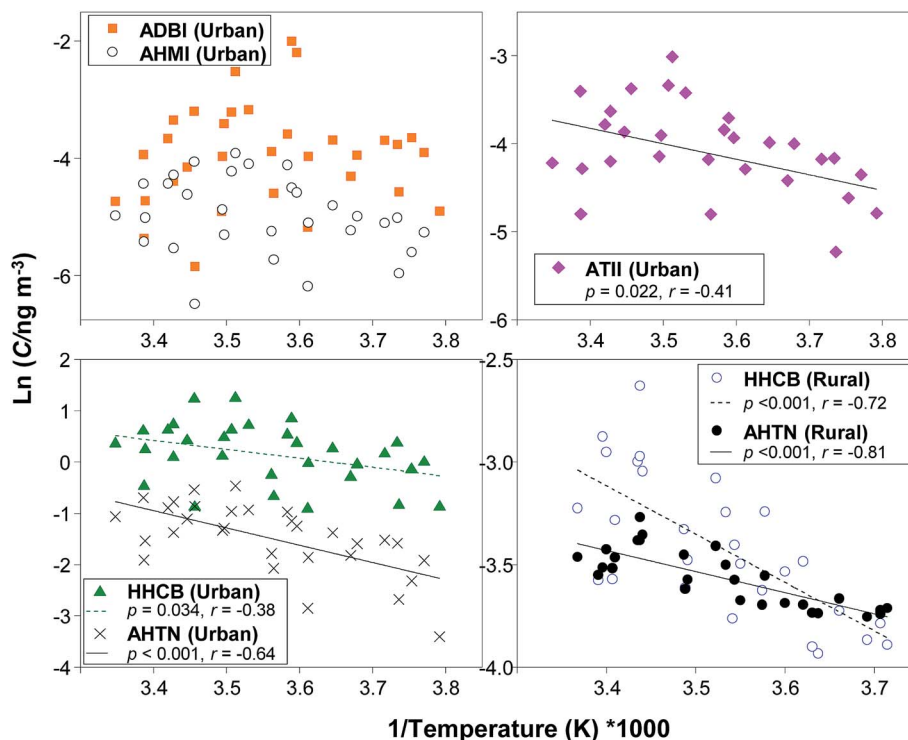 ADBI (Urban)
AHMI (Urban)
-2
-4
-6
3.4 3.5 3.6 3.7 3.8
-3
-4
-5
-6
ATII (Urban)
p = 0.022, r = -0.41
3.4 3.5 3.6 3.7 3.8
Ln (C/ng m-3)
2
1
0
-1
-2
-3
-4
HHCB (Urban)
p = 0.034, r = -0.38
AHTN (Urban)
p < 0.001, r = -0.64
3.4 3.5 3.6 3.7 3.8
-2.5
-3.0
-3.5
-4.0
HHCB (Rural)
p <0.001, r = -0.72
AHTN (Rural)
p <0.001, r = -0.81
3.4 3.5 3.6 3.7
1/Temperature (K) *1000